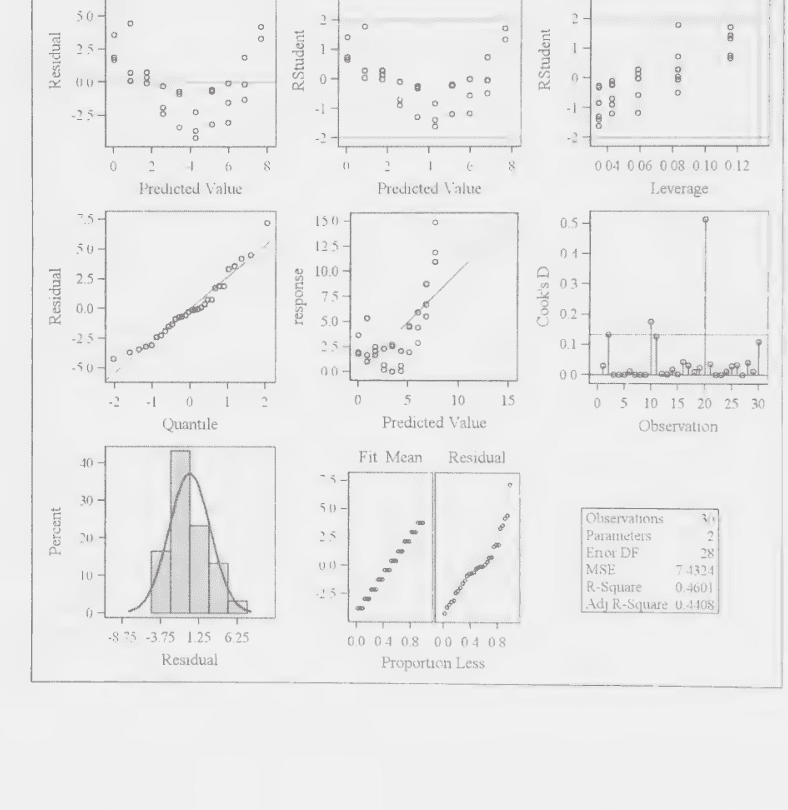 5 0
2.5
0 0
-2.5
Residual
0 2 4 6 8
Predicted Value
2
1
0
-1
-2
RStudent
0 2 4 6 8
Predicted Value
2
1
0
-1
-2
RStudent
0 04 0 06 0 08 0 10 0 12
Leverage
7.5
5 0
2.5
0.0
-2.5
-5 0
Residual
-2 -1 0 1 2
Quantile
15 0
12 5
10.0
7.5
5.0
2 5
0 0
response
0 5 10 15
Predicted Value
0.5
0 4
0.3
0.2
0.1
0 0
Cook's D
0 5 10 15 20 25 30
Observation
40
30
20
10
0
Percent
-8 75 -3.75 1 25 6 25
Residual
Fit Mean Residual
7 5
5 0
2.5
0 0
-2 5
0 0 0 4 0 8 0 0 0 4 0 8
Proportion Less
Observations 30
Parameters 2
Error DF 28
MSE 7 4324
R-Square 0.4601
Adj R-Square 0.4408